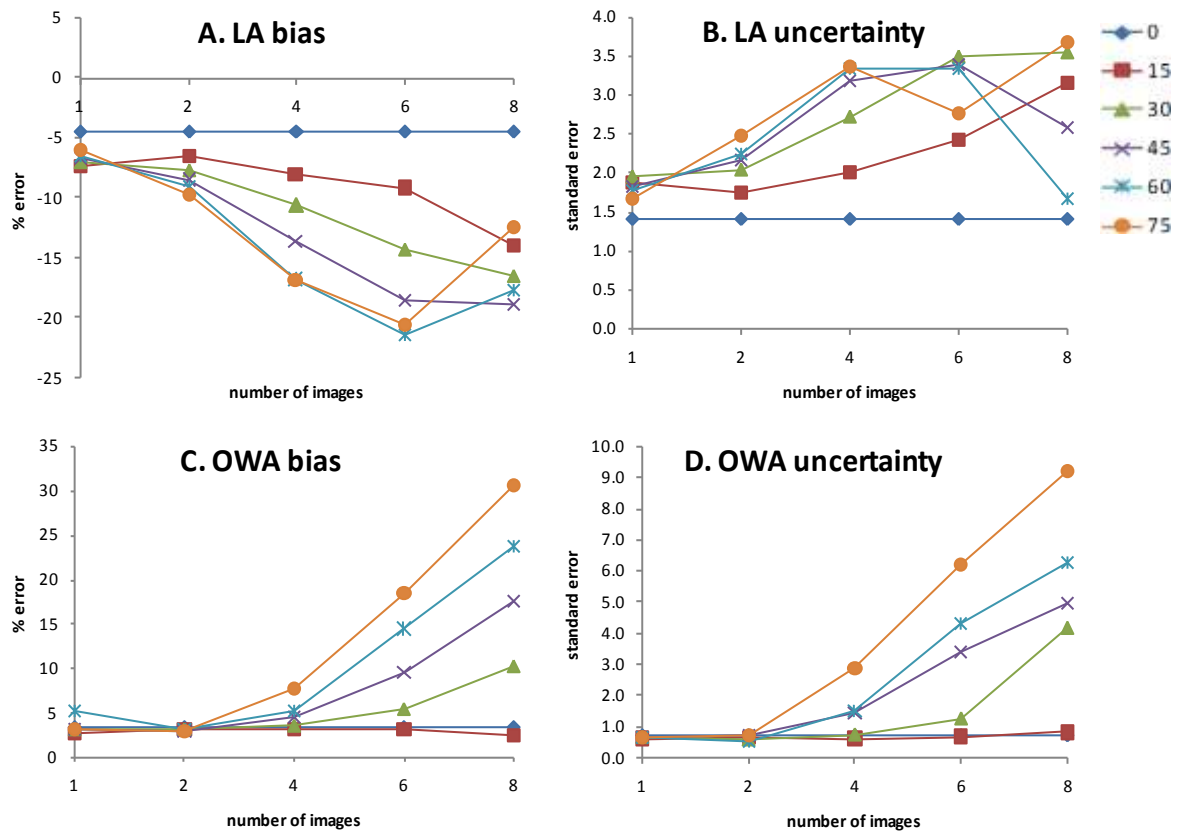 A. LA bias
5
0
-5
-10
-15
-20
-25
% error
1 2 4 6 8
number of images
B. LA uncertainty
4.0
3.5
3.0
2.5
2.0
1.5
1.0
0.5
0.0
standard error
1 2 4 6 8
number of images
0
15
30
45
60
75
C. OWA bias
35
30
25
20
15
10
5
0
% error
1 2 4 6 8
number of images
D. OWA uncertainty
10.0
9.0
8.0
7.0
6.0
5.0
4.0
3.0
2.0
1.0
0.0
standard error
1 2 4 6 8
number of images